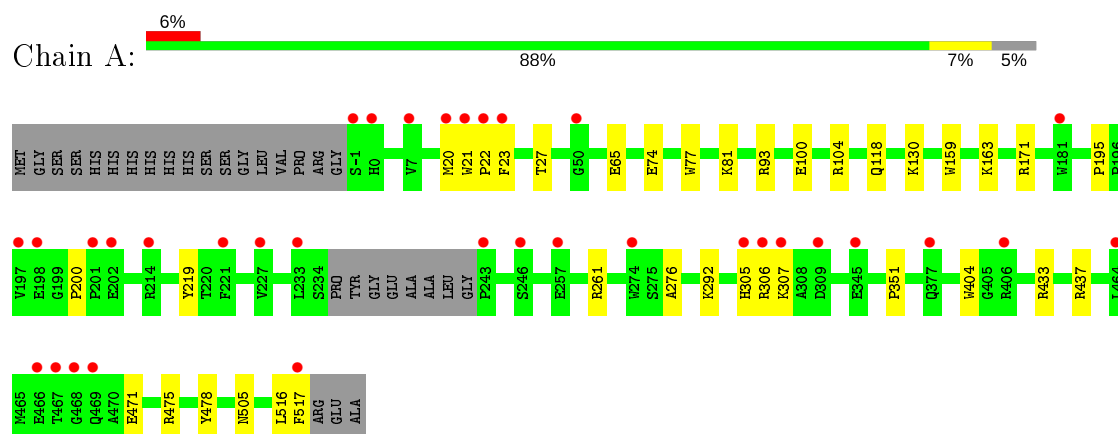 6%
Chain A:
88% 7% 5%
MET GLY SER SER HIS HIS HIS HIS HIS HIS SER SER GLY LEU VAL PRO ARG GLY S-1 H0 V7 M20 W21 P22 F23 T27 G50 E65 E74 W77 K81 R93 E100 R104 Q118 K130 W159 K163 R171 W181 P195
V197 E198 G199 P200 P201 E202 R214 Y219 T220 F221 V227 L233 S234 PRO TYR GLY GLU ALA ALA LEU GLY P243 S246 E257 R261 W274 S275 A276 K292 H305 R306 K307 A308 D309 E345 P351 Q377 W404 G405 R406 R433 R437 L464
M465 E466 T467 G468 Q469 A470 E471 R475 Y478 N505 L516 F517 ARG GLU ALA